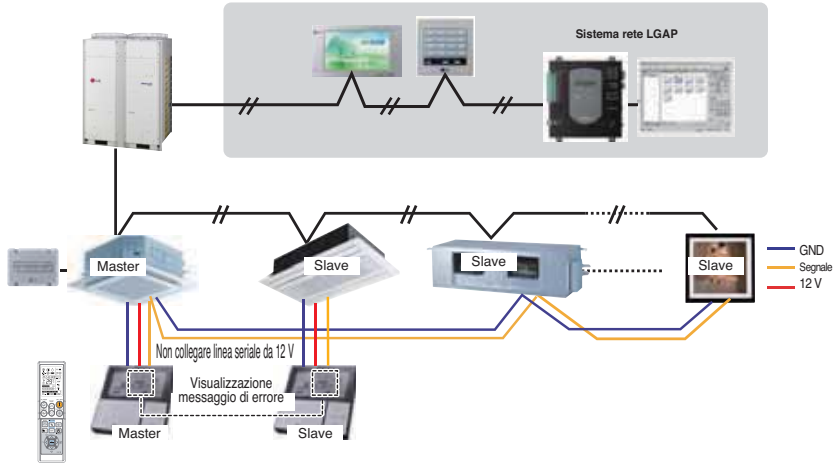 Sistema rete LGAP
Master
Slave
Slave
Slave
GND
Segnale
12 V
Non collegare linea seriale da 12 V
Visualizzazione
messaggio di errore
Master
Slave